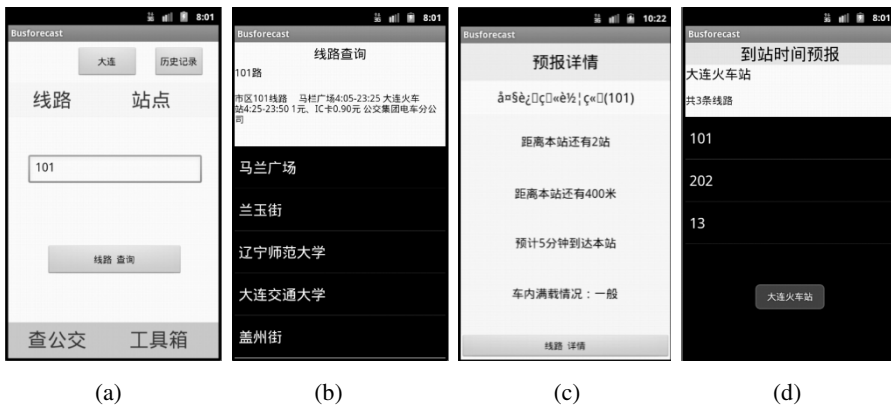 8:01
Busforecast
大连 历史记录
线路 站点
101
线路 查询
查公交 工具箱
(a)
8:01
Busforecast
线路查询
101路
市区101线路 马栏广场4:05-23:25 大连火车
站4:25-23:50 1元、IC卡0.90元 公交集团电车分公
司
马兰广场
兰玉街
辽宁师范大学
大连交通大学
盖州街
(b)
10:22
Busforecast
预报详情
大§è¿ç«è½¦ç«(101)
距离本站还有2站
距离本站还有400米
预计5分钟到达本站
车内满载情况：一般
线路 详情
(c)
8:01
Busforecast
到站时间预报
大连火车站
共3条线路
101
202
13
大连火车站
(d)